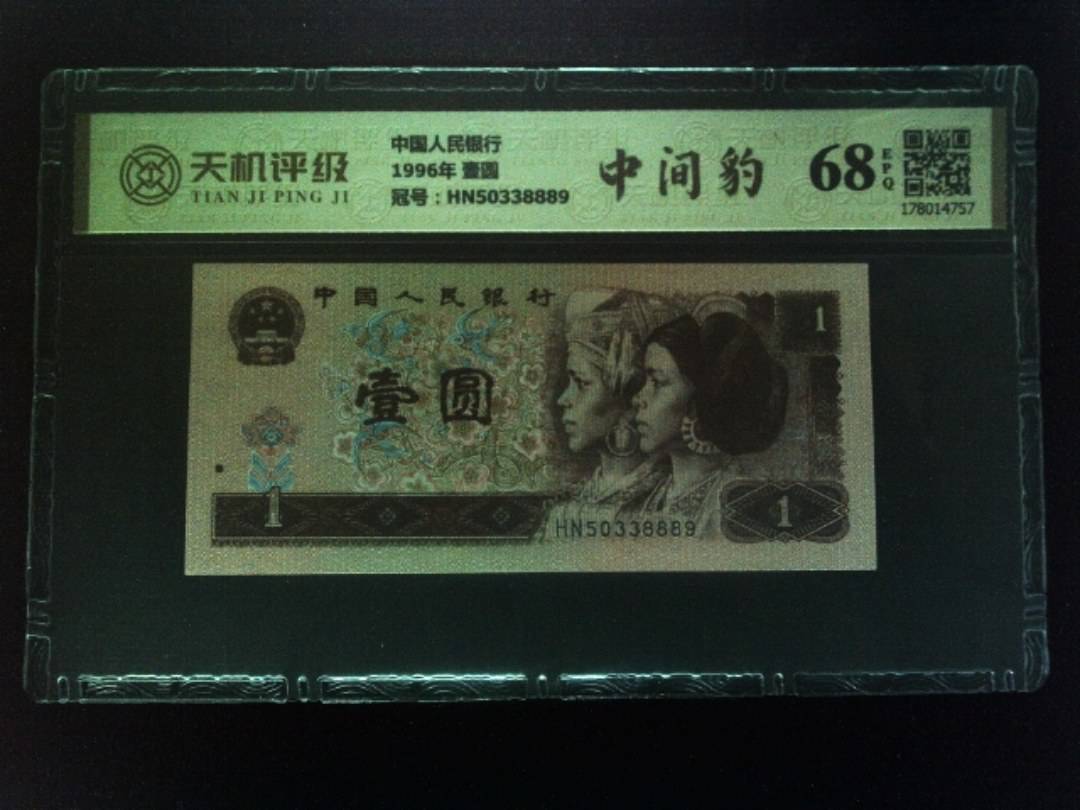 天机评级
TIAN JI PING JI
中国人民银行
1996年 壹圆
冠号：HN50338889
中间豹
68
EPQ
178014757
中国人民银行
1
壹圆
1
HN50338889
1